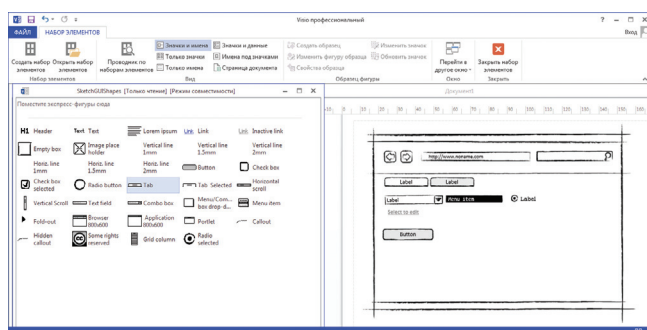 Visio профессиональный
ФАЙЛ НАБОР ЭЛЕМЕНТОВ
Вход
Создать набор элементов
Открыть набор элементов
Набор элементов
Проводник по наборам элементов
Значки и имена
Только значки
Только имена
Значки и данные
Имена под значками
Страница документа
Вид
Создать образец
Изменить фигуру образца
Свойства образца
Изменить значок
Обновить значок
Образец фигуры
Перейти в другое окно
Окно
Закрыть набор элементов
Закрыть
SketchGUIShapes [Только чтение] [Режим совместимости]
Поместите экспресс-фигуры сюда
H1 Header
Text Text
Lorem ipsum
Link Link
Link Inactive link
Empty box
Image place holder
Vertical line 1mm
Vertical line 1.5mm
Vertical line 2mm
Horiz. line 1mm
Horiz. line 1.5mm
Horiz. line 2mm
Button
Check box
Check box selected
Radio button
Tab
Tab Selected
Horizontal scroll
Vertical Scroll
Text field
Combo box
Menu/Com... box drop-d...
Menu item
Fold-out
Browser 800x600
Application 800x600
Portlet
Callout
Hidden callout
Some rights reserved
Grid column
Radio selected
Документ1
http://www.noname.com
Label
Label
Label
Menu item
Label
Select to edit
Button